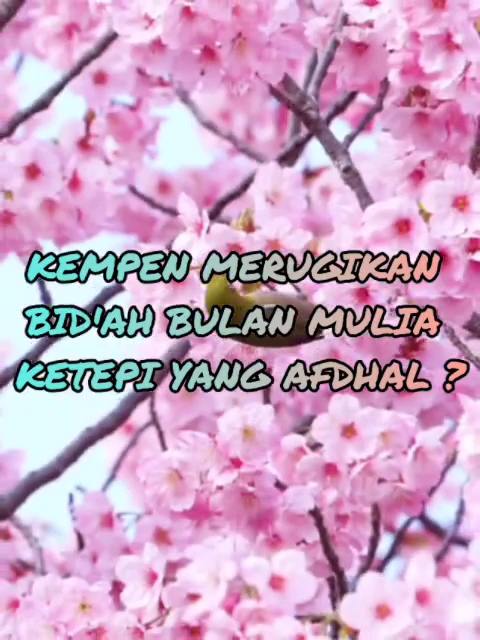 KEMPEN MERUGIKAN
BID'AH BULAN MULIA
KETEPI YANG AFDHAL ?